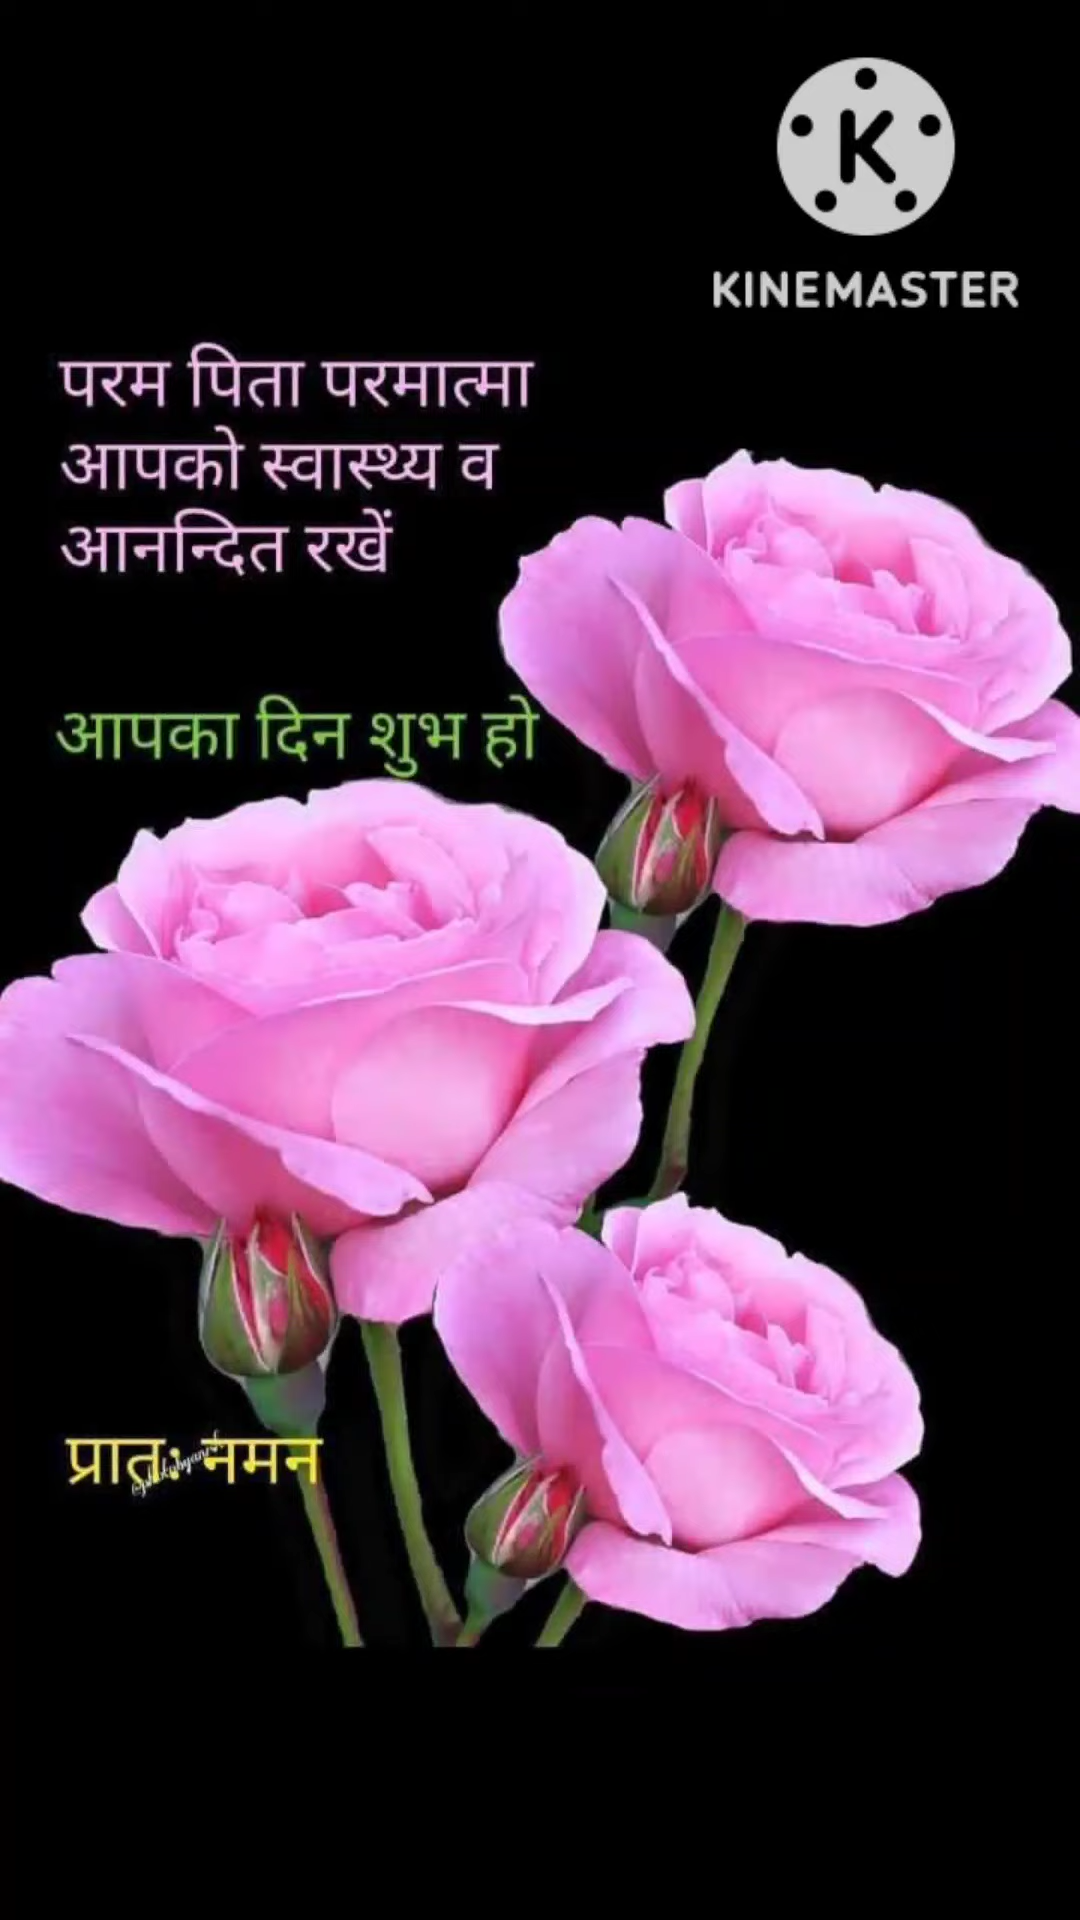 K
KINEMASTER
परम पिता परमात्मा
आपको स्वास्थ्य व
आनन्दित रखें
आपका दिन शुभ हो
प्रातः नमन